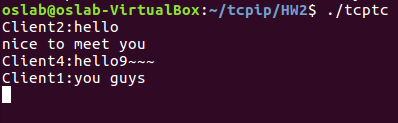 oslab@oslab-VirtualBox:~/tcpip/HW2$ ./tcptc
Client2:hello
nice to meet you
Client4:hello9~~~
Client1:you guys